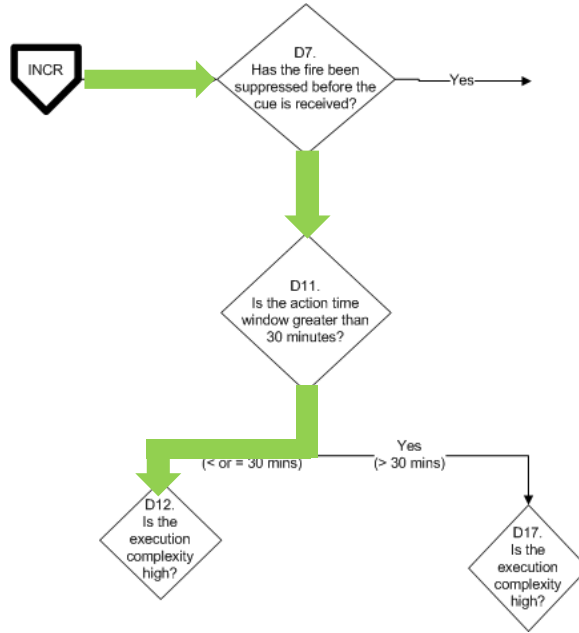 INCR
D7.
Has the fire been
suppressed before the
cue is received?
Yes
D11.
Is the action time
window greater than
30 minutes?
(< or = 30 mins)
Yes
(> 30 mins)
D12.
Is the
execution
complexity
high?
D17.
Is the
execution
complexity
high?